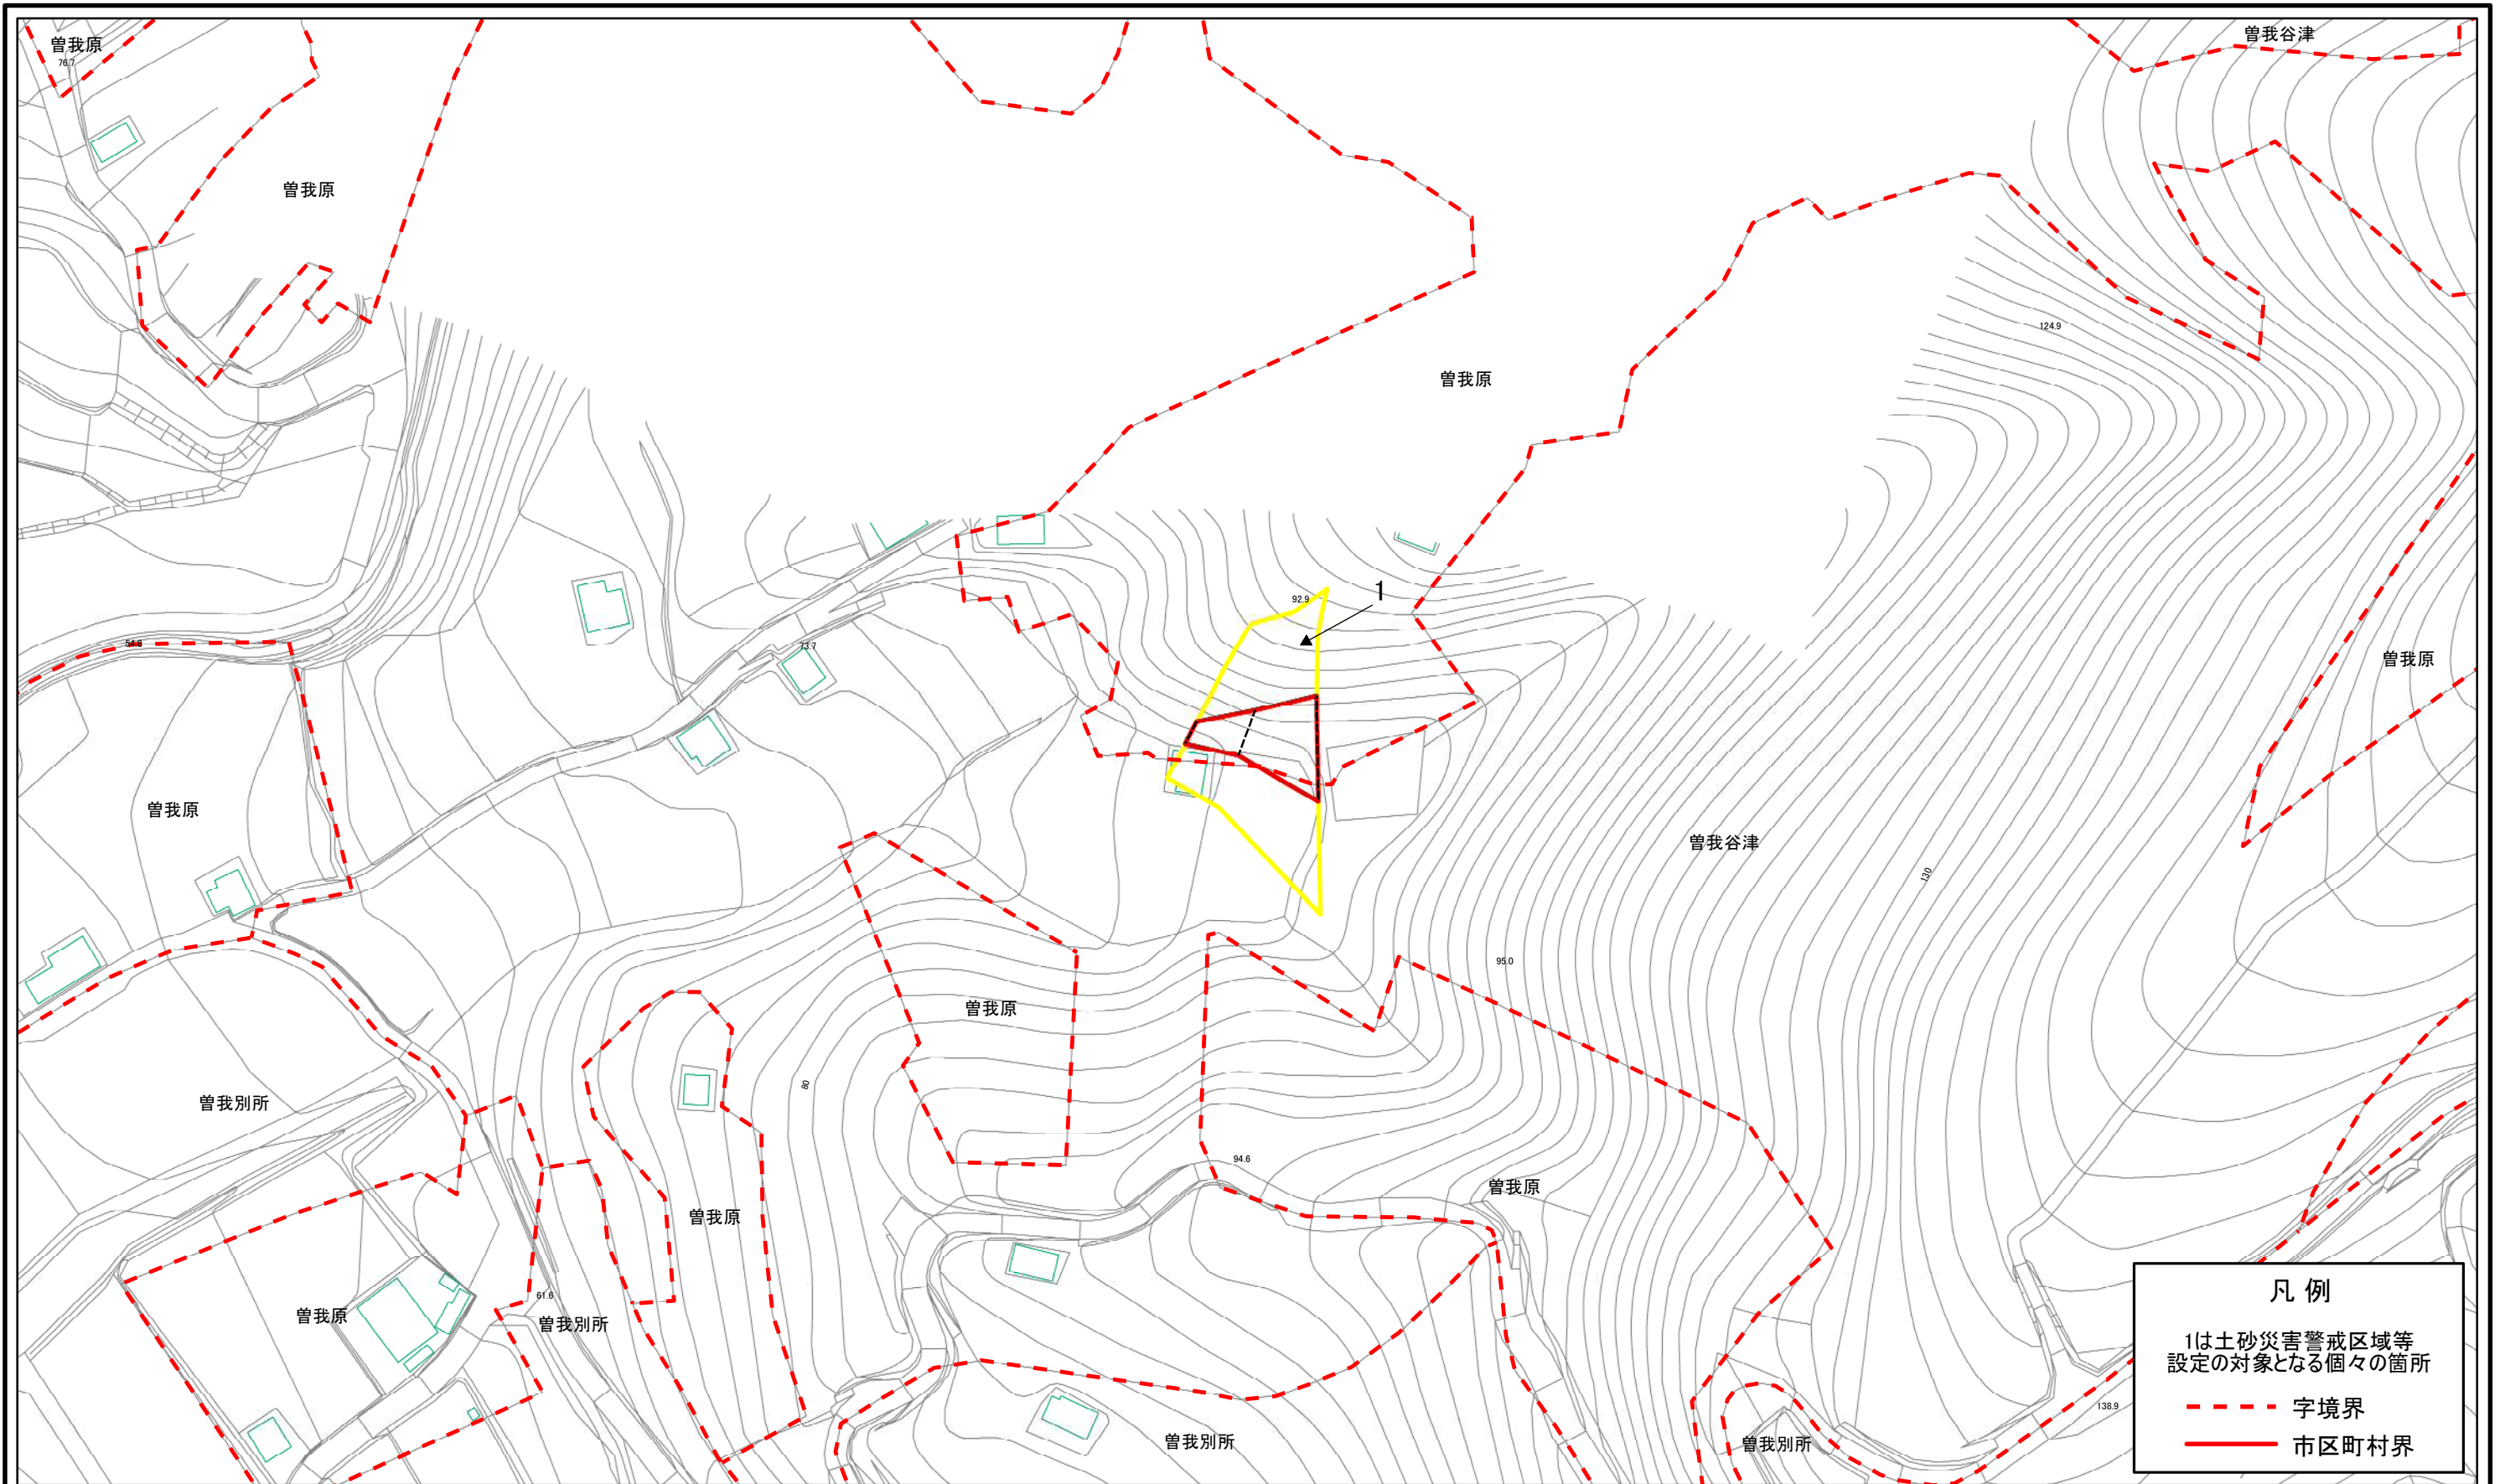 曽我原
76.7
曽我谷津
曽我原
124.9
曽我原
92.9
1
54.8
73.7
曽我原
曽我原
曽我谷津
130
95.0
曽我原
80
曽我別所
94.6
曽我原
曽我原
61.6
曽我原
曽我別所
138.9
曽我別所
曽我別所
凡 例
1は土砂災害警戒区域等
設定の対象となる個々の箇所
字境界
市区町村界